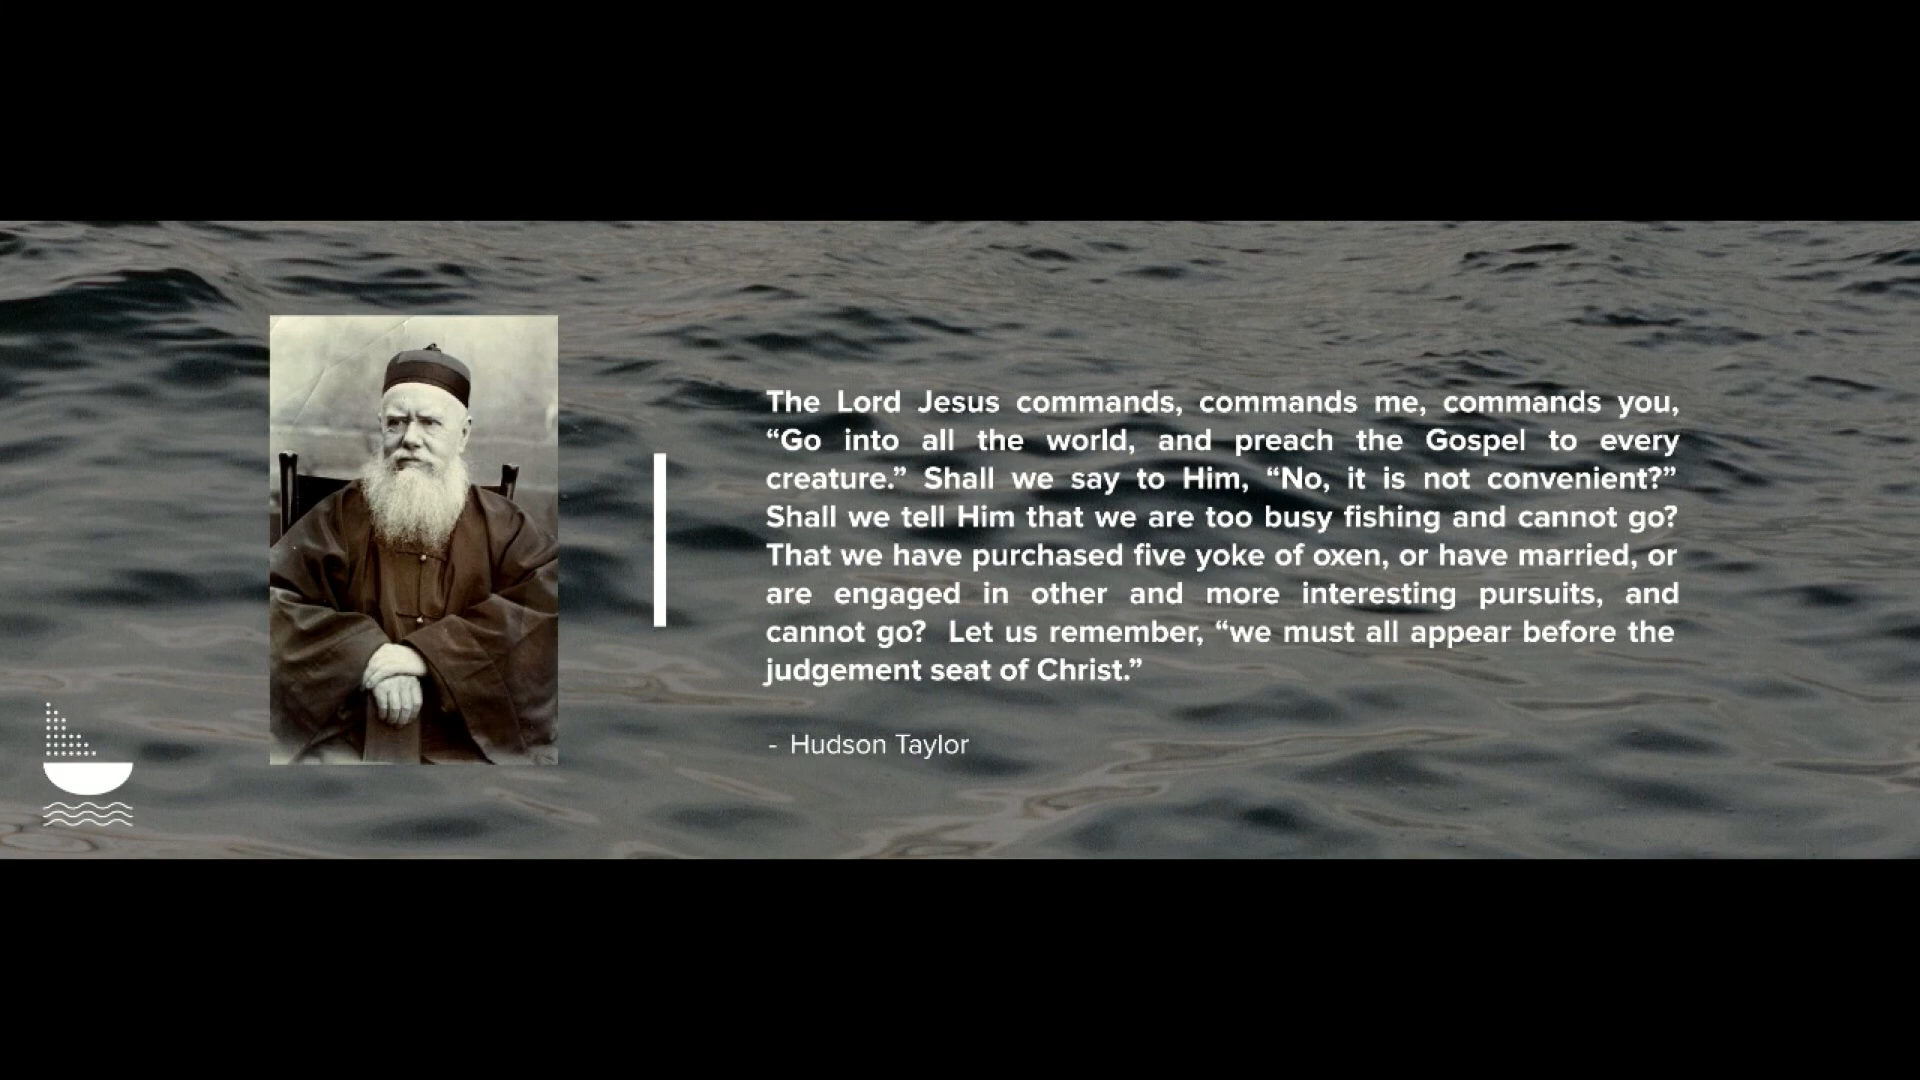 The Lord Jesus commands, commands me, commands you,
“Go into all the world, and preach the Gospel to every
creature.” Shall we say to Him, “No, it is not convenient?”
Shall we tell Him that we are too busy fishing and cannot go?
That we have purchased five yoke of oxen, or have married, or
are engaged in other and more interesting pursuits, and
cannot go?  Let us remember, “we must all appear before the
judgement seat of Christ.”
- Hudson Taylor